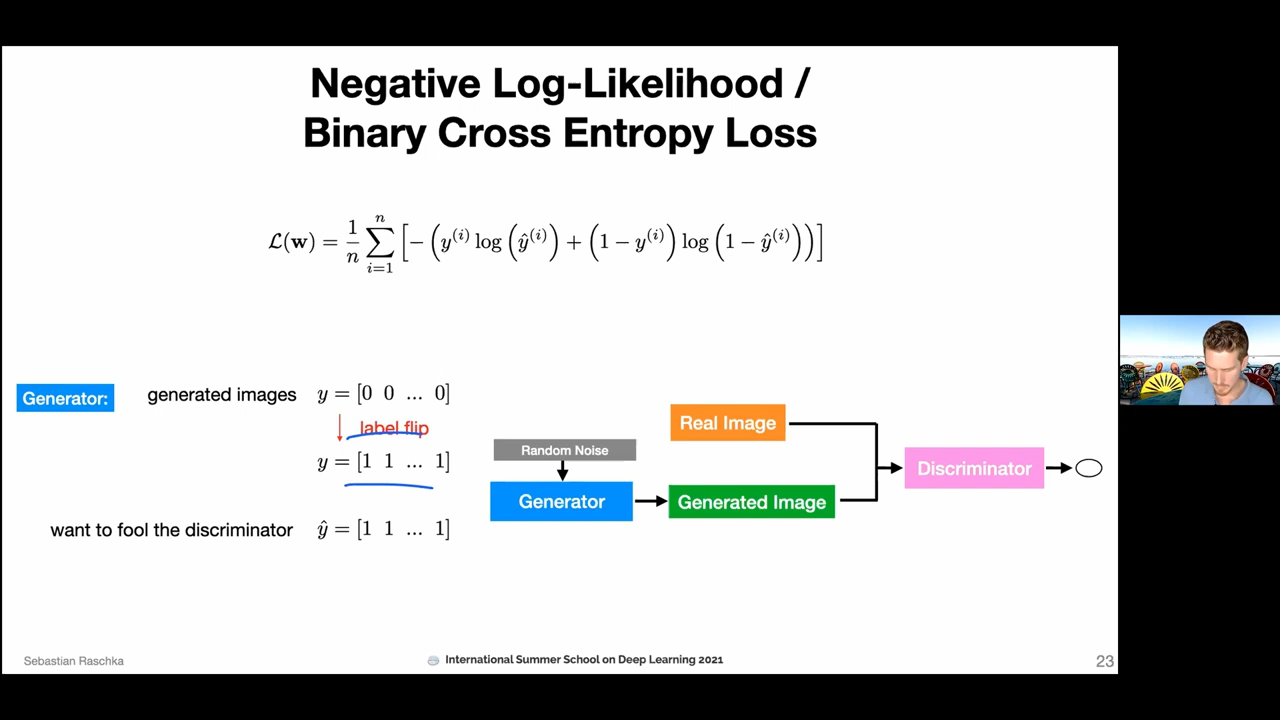 Negative Log-Likelihood /
Binary Cross Entropy Loss
ℒ(𝐰) = 1/n ∑_{i=1}^{n} [−(y^{(i)} log(ŷ^{(i)}) + (1 − y^{(i)}) log(1 − ŷ^{(i)}))]
Generator:
generated images y = [0 0 ... 0]
label flip
y = [1 1 ... 1]
want to fool the discriminator ŷ = [1 1 ... 1]
Real Image
Random Noise
Discriminator
Generator
Generated Image
Sebastian Raschka
International Summer School on Deep Learning 2021
23